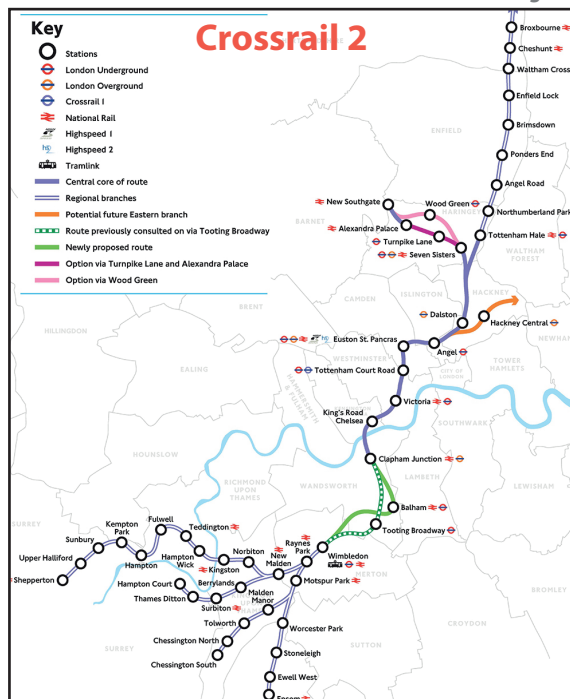 Crossrail 2
Key
Stations
London Underground
London Overground
Crossrail 1
National Rail
Highspeed 1
Highspeed 2
Tramlink
Central core of route
Regional branches
Potential future Eastern branch
Route previously consulted on via Tooting Broadway
Newly proposed route
Option via Turnpike Lane and Alexandra Palace
Option via Wood Green
Broxbourne
Cheshunt
Waltham Cross
Enfield Lock
Brimsdown
ENFIELD
Ponders End
Angel Road
New Southgate
Wood Green
HARINGEY
Northumberland Park
BARNET
Alexandra Palace
Turnpike Lane
Tottenham Hale
Seven Sisters
WALTHAM
FOREST
HACKNEY
ISLINGTON
CAMDEN
BRENT
Dalston
Hackney Central
HILLINGDON
Euston St. Pancras
NEWHAM
Angel
WESTMINSTER
TOWER
HAMLETS
EALING
Tottenham Court Road
CITY OF
LONDON
HAMMERSMITH
& FULHAM
Victoria
King's Road
Chelsea
SOUTHWARK
HOUNSLOW
Clapham Junction
LAMBETH
RICHMOND
UPON
THAMES
WANDSWORTH
LEWISHAM
Balham
SURREY
Tooting Broadway
Kempton
Park
Fulwell
Teddington
Sunbury
Raynes
Park
Upper Halliford
Hampton
Hampton
Wick
Norbiton
New
Malden
Wimbledon
Shepperton
Kingston
MERTON
Hampton Court
Berrylands
Motspur Park
Thames Ditton
Surbiton
Malden
Manor
BROMLEY
Tolworth
Worcester Park
CROYDON
Chessington North
SURREY
SUTTON
Stoneleigh
Chessington South
Ewell West
Epsom